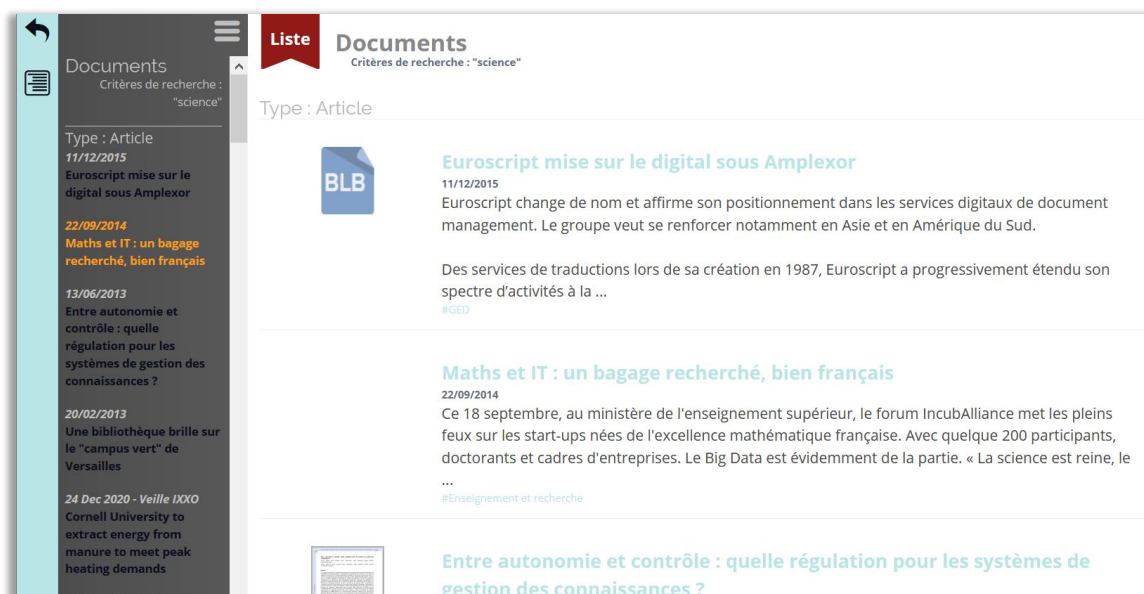 Documents
Critères de recherche :
"science"
Type : Article
11/12/2015
Euroscript mise sur le
digital sous Amplexor
22/09/2014
Maths et IT : un bagage
recherché, bien français
13/06/2013
Entre autonomie et
contrôle : quelle
régulation pour les
systèmes de gestion des
connaissances ?
20/02/2013
Une bibliothèque brille sur
le "campus vert" de
Versailles
24 Dec 2020 - Veille IXXO
Cornell University to
extract energy from
manure to meet peak
heating demands
Liste
Documents
Critères de recherche : "science"
Type : Article
BLB
Euroscript mise sur le digital sous Amplexor
11/12/2015
Euroscript change de nom et affirme son positionnement dans les services digitaux de document
management. Le groupe veut se renforcer notamment en Asie et en Amérique du Sud.
Des services de traductions lors de sa création en 1987, Euroscript a progressivement étendu son
spectre d’activités à la ...
#GED
Maths et IT : un bagage recherché, bien français
22/09/2014
Ce 18 septembre, au ministère de l'enseignement supérieur, le forum IncubAlliance met les pleins
feux sur les start-ups nées de l'excellence mathématique française. Avec quelque 200 participants,
doctorants et cadres d'entreprises. Le Big Data est évidemment de la partie. « La science est reine, le
...
#Enseignement et recherche
Entre autonomie et contrôle : quelle régulation pour les systèmes de
gestion des connaissances ?